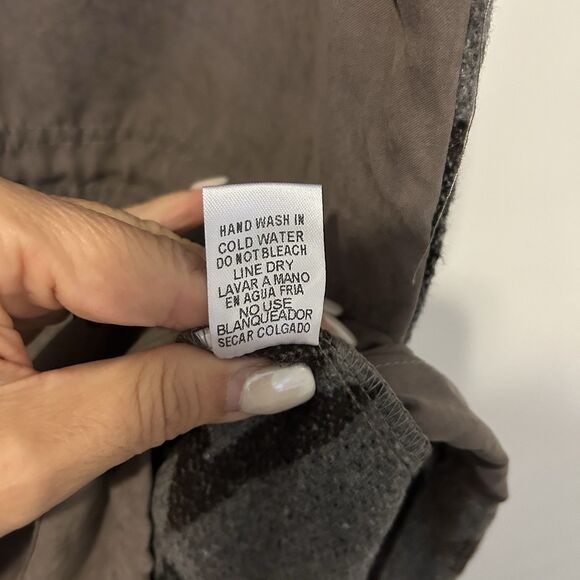 HAND WASH IN
COLD WATER
DO NOT BLEACH
LINE DRY
LAVAR A MANO
EN AGUA FRIA
NO USE
BLANQUEADOR
SECAR COLGADO